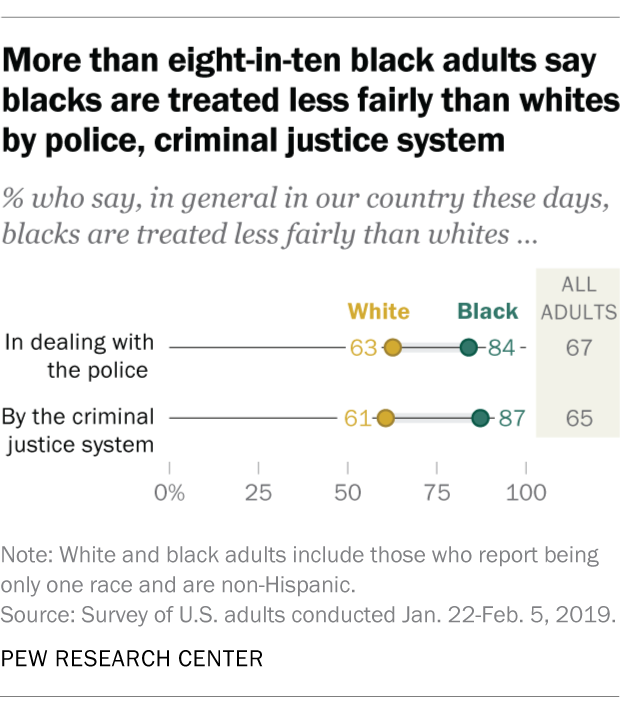 More than eight-in-ten black adults say
blacks are treated less fairly than whites
by police, criminal justice system
% who say, in general in our country these days,
blacks are treated less fairly than whites ...
ALL
ADULTS
White
Black
In dealing with
the police
63
84
67
By the criminal
justice system
61
87
65
0%
25
50
75
100
Note: White and black adults include those who report being
only one race and are non-Hispanic.
Source: Survey of U.S. adults conducted Jan. 22-Feb. 5, 2019.
PEW RESEARCH CENTER